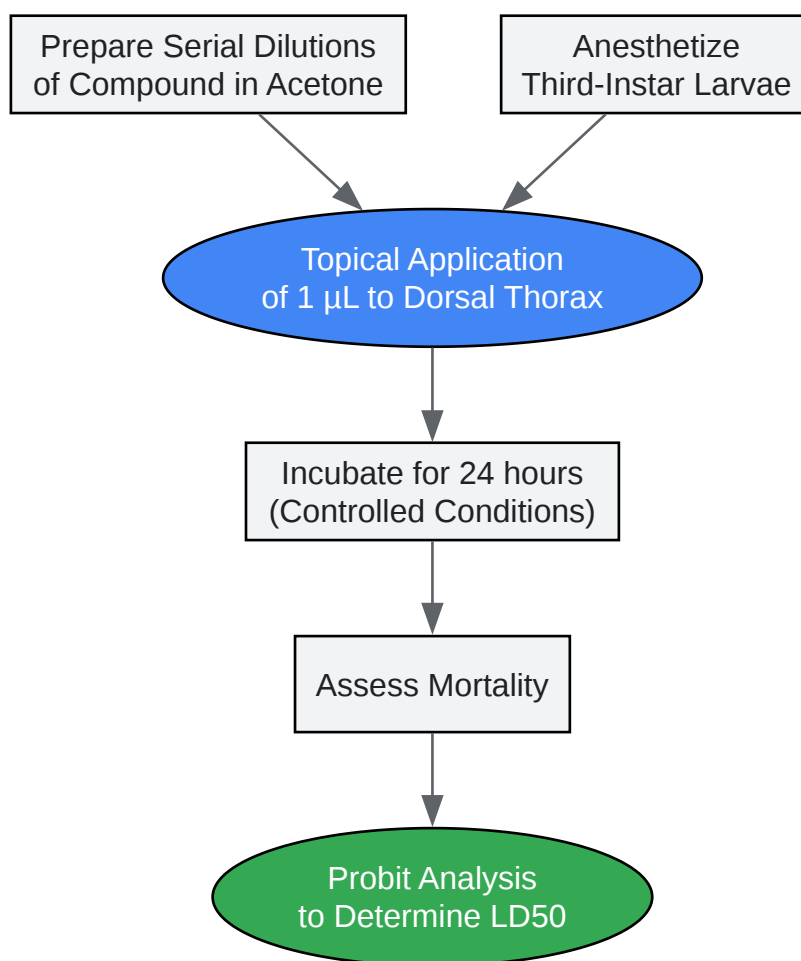 Prepare Serial Dilutions
of Compound in Acetone
Anesthetize
Third-Instar Larvae
Topical Application
of 1 µL to Dorsal Thorax
Incubate for 24 hours
(Controlled Conditions)
Assess Mortality
Probit Analysis
to Determine LD50